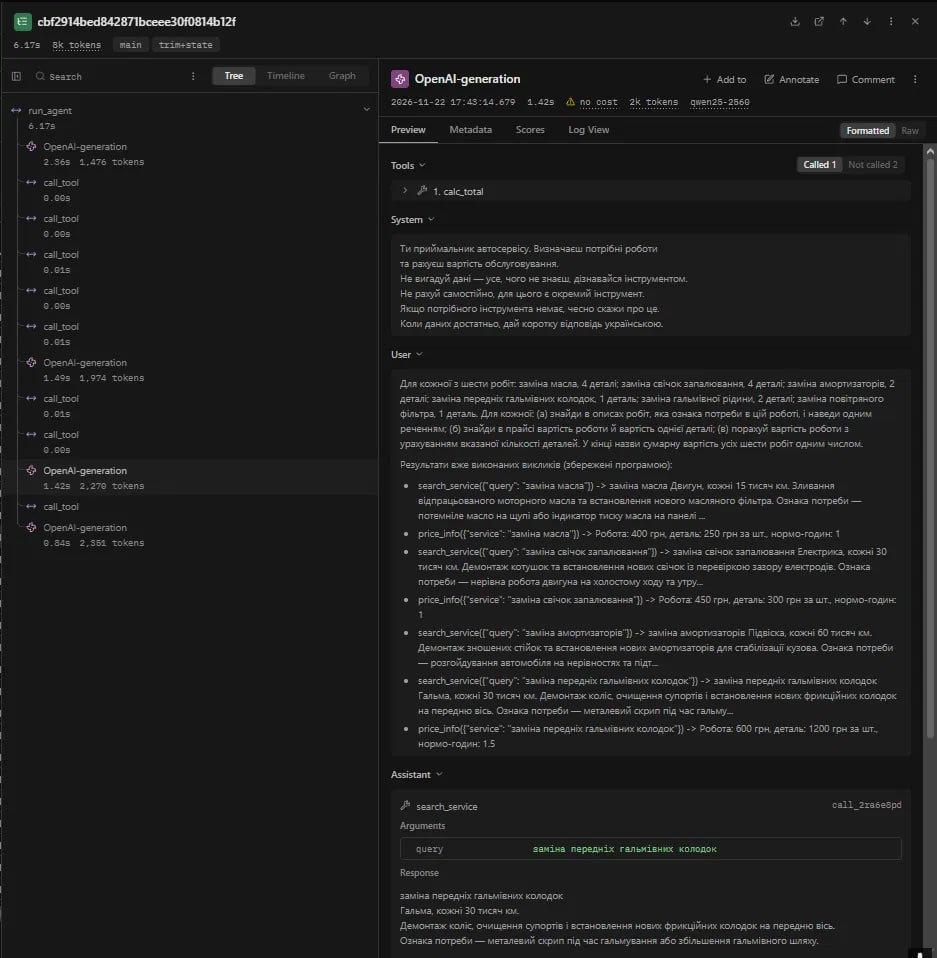 cbf2914bed842871bceee30f0814b12f
6.17s 8k tokens main trim+state
Search
Tree Timeline Graph
run_agent
6.17s
OpenAI-generation
2.36s 1,476 tokens
call_tool
0.00s
call_tool
0.00s
call_tool
0.01s
call_tool
0.00s
call_tool
0.01s
OpenAI-generation
1.49s 1,974 tokens
call_tool
0.01s
call_tool
0.00s
OpenAI-generation
1.42s 2,270 tokens
call_tool
OpenAI-generation
0.84s 2,351 tokens
OpenAI-generation
Add to Annotate Comment
2026-11-22 17:43:14.679 1.42s no cost 2k tokens qwen25-2560
Preview Metadata Scores Log View
Formatted Raw
Tools
Called 1 Not called 2
1. calc_total
System
Ти приймальник автосервісу. Визначаєш потрібні роботи
та рахуєш вартість обслуговування.
Не вигадуй дані — усе, чого не знаєш, дізнавайся інструментом.
Не рахуй самостійно, для цього є окремий інструмент.
Якщо потрібного інструмента немає, чесно скажи про це.
Коли даних достатньо, дай коротку відповідь українською.
User
Для кожної з шести робіт: заміна масла, 4 деталі; заміна свічок запалювання, 4 деталі; заміна амортизаторів, 2
деталі; заміна передніх гальмівних колодок, 1 деталь; заміна гальмівної рідини, 2 деталі; заміна повітряного
фільтра, 1 деталь. Для кожної: (а) знайди в описах робіт, яка ознака потреби в цій роботі, і наведи одним
реченням; (б) знайди в прайсі вартість роботи й вартість однієї деталі; (в) порахуй вартість роботи з
урахуванням вказаної кількості деталей. У кінці назви сумарну вартість усіх шести робіт одним числом.
Результати вже виконаних викликів (збережені програмою):
search_service({"query": "заміна масла"}) -> заміна масла Двигун, кожні 15 тисяч км. Зливання
відпрацьованого моторного масла та встановлення нового масляного фільтра. Ознака потреби —
потемніле масло на щупі або індикатор тиску масла на панелі ...
price_info({"service": "заміна масла"}) -> Робота: 400 грн, деталь: 250 грн за шт., нормо-годин: 1
search_service({"query": "заміна свічок запалювання"}) -> заміна свічок запалювання Електрика, кожні 30
тисяч км. Демонтаж котушок та встановлення нових свічок із перевіркою зазору електродів. Ознака
потреби — нерівна робота двигуна на холостому ходу та утру...
price_info({"service": "заміна свічок запалювання"}) -> Робота: 450 грн, деталь: 300 грн за шт., нормо-годин:
1
search_service({"query": "заміна амортизаторів"}) -> заміна амортизаторів Підвіска, кожні 60 тисяч км.
Демонтаж зношених стійок та встановлення нових амортизаторів для стабілізації кузова. Ознака потреби
— розгойдування автомобіля на нерівностях та підт...
search_service({"query": "заміна передніх гальмівних колодок"}) -> заміна передніх гальмівних колодок
Гальма, кожні 30 тисяч км. Демонтаж коліс, очищення супортів і встановлення нових фрикційних колодок
на передню вісь. Ознака потреби — металевий скрип під час гальму...
price_info({"service": "заміна передніх гальмівних колодок"}) -> Робота: 600 грн, деталь: 1200 грн за шт.,
нормо-годин: 1.5
Assistant
search_service call_2ra6e8pd
Arguments
query заміна передніх гальмівних колодок
Response
заміна передніх гальмівних колодок
Гальма, кожні 30 тисяч км.
Демонтаж коліс, очищення супортів і встановлення нових фрикційних колодок на передню вісь.
Ознака потреби — металевий скрип під час гальмування або збільшення гальмівного шляху.